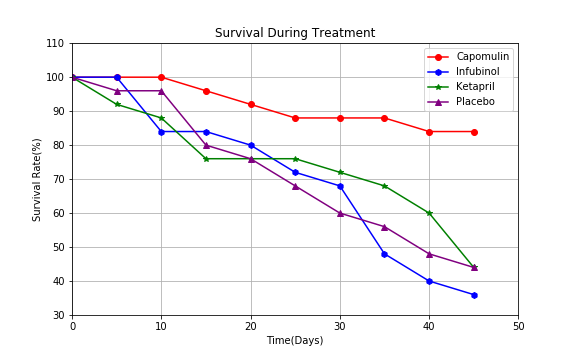 Survival During Treatment
110
100
90
80
70
60
50
40
30
Survival Rate(%)
Capomulin
Infubinol
Ketapril
Placebo
0
10
20
30
40
50
Time(Days)